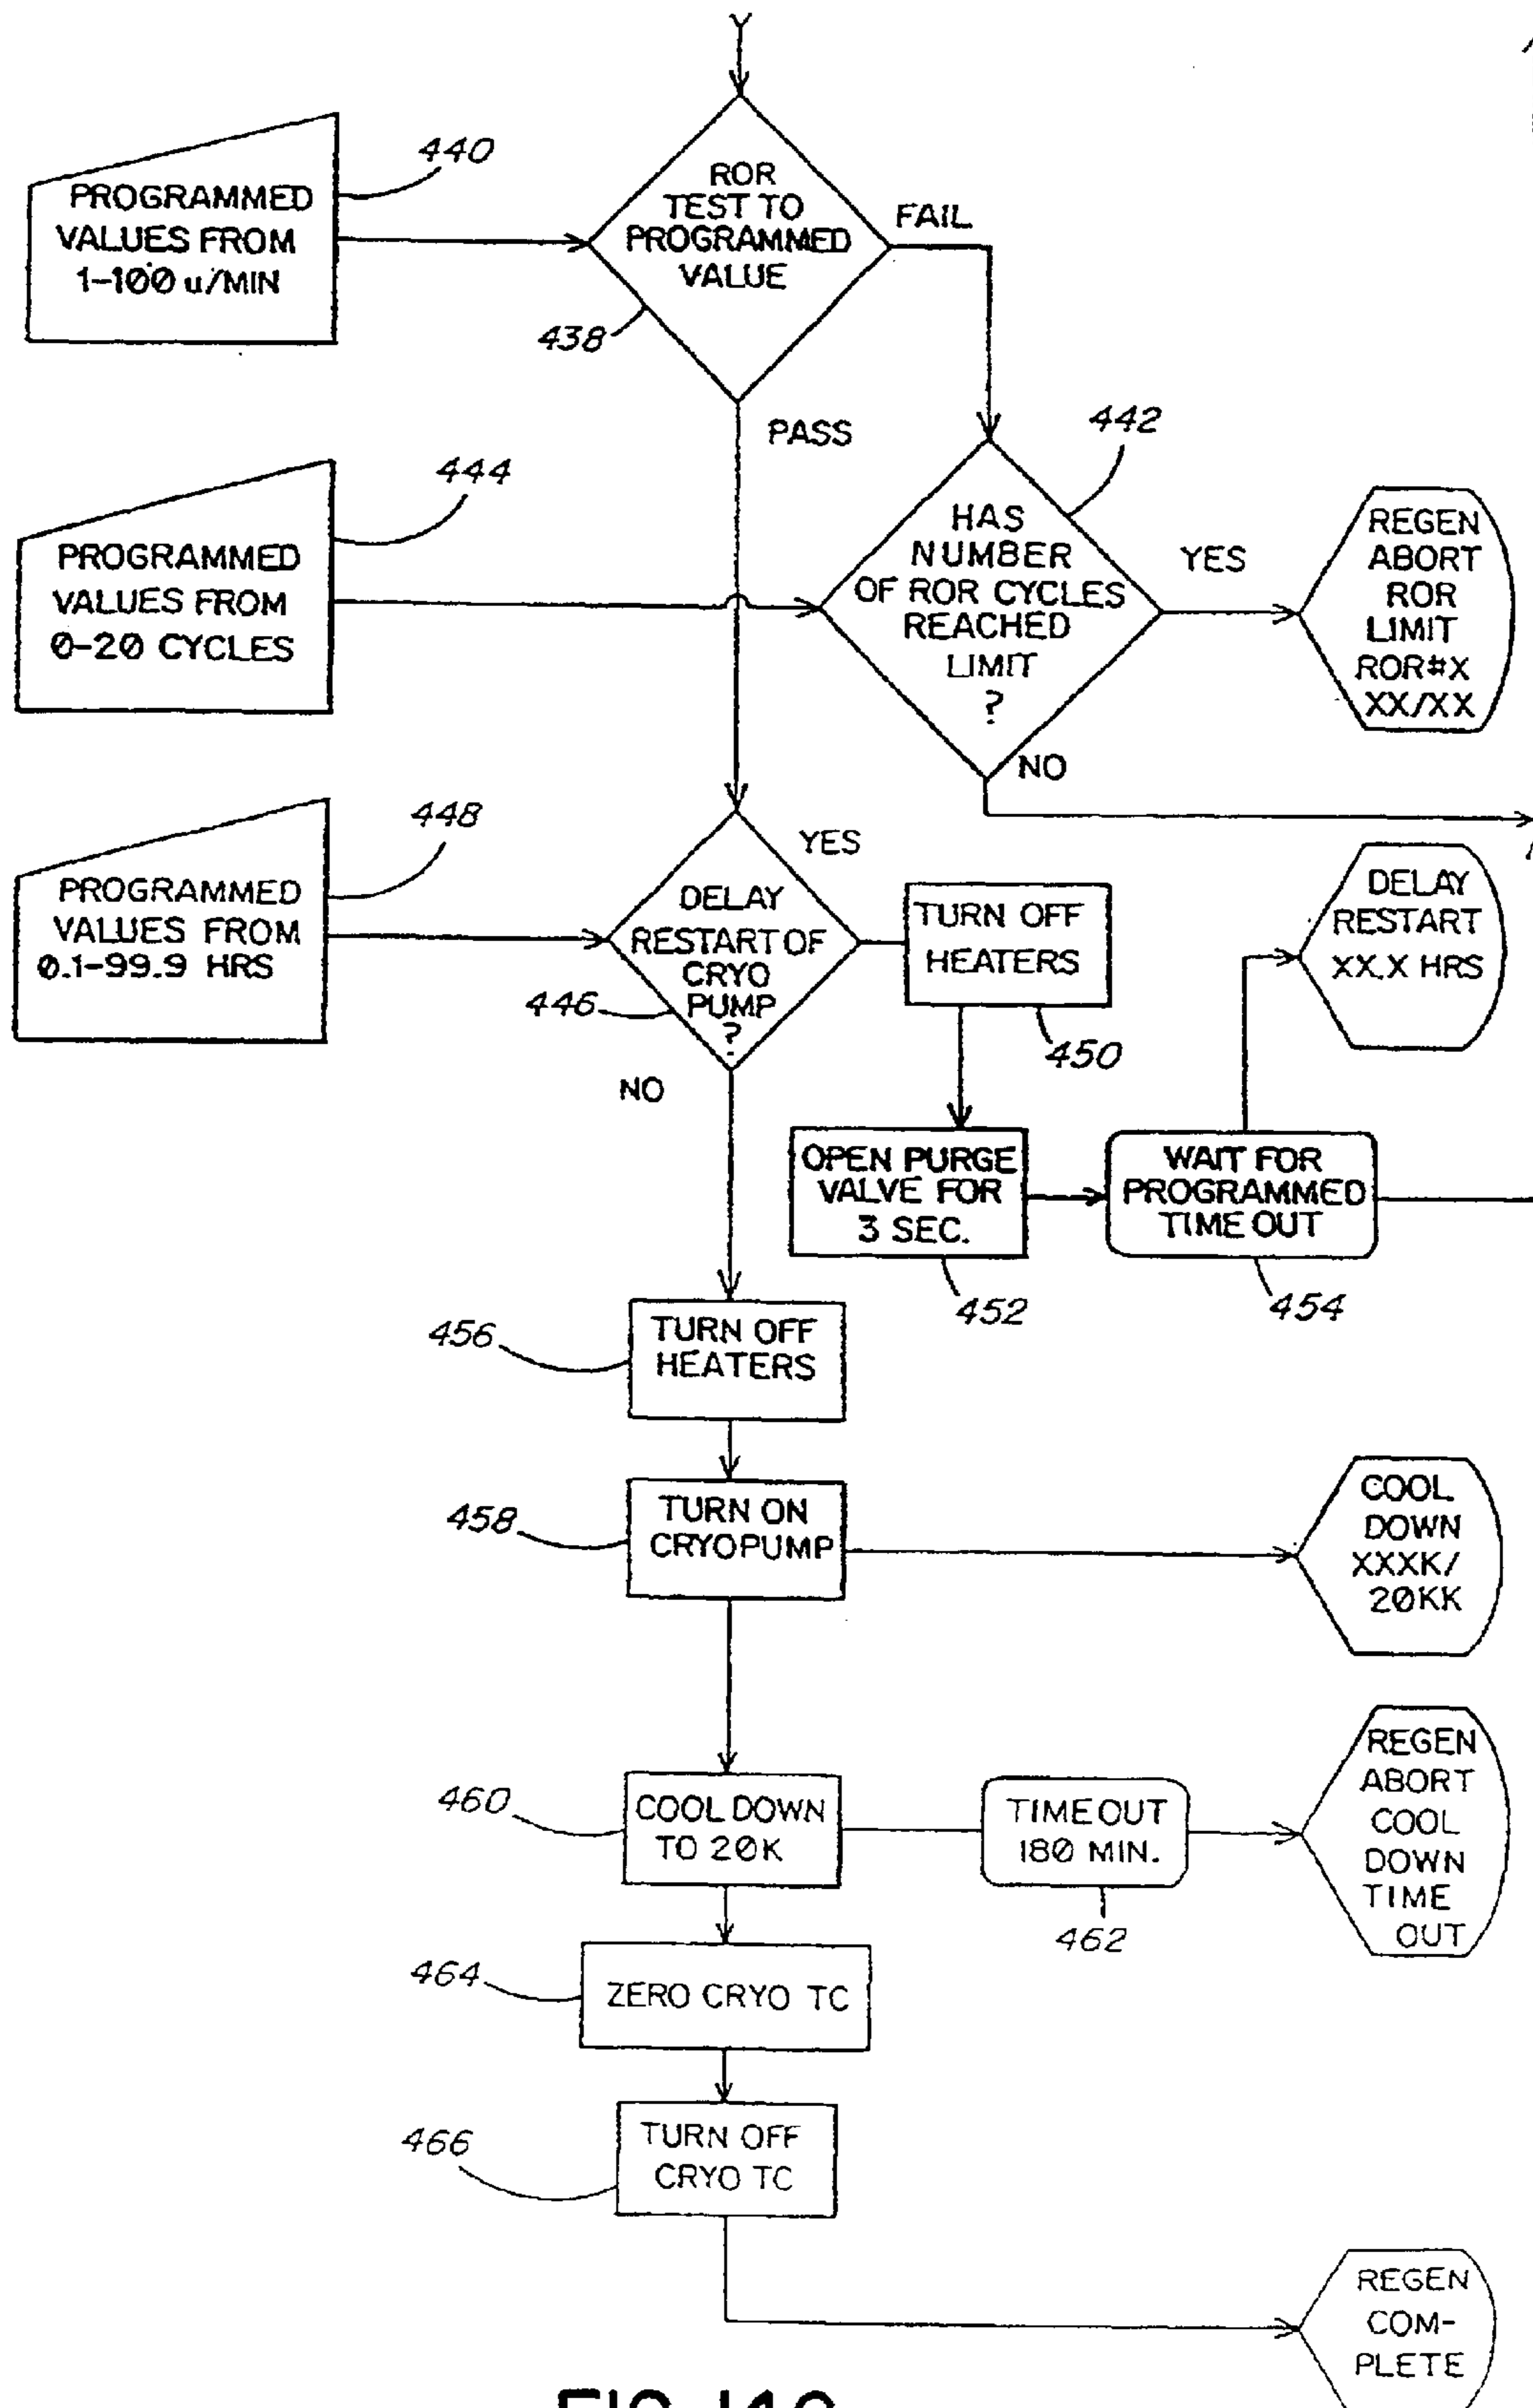 Y
440
PROGRAMMED
VALUES FROM
1-100 u/MIN
ROR
TEST TO
PROGRAMMED
VALUE
FAIL
438
PASS
442
444
PROGRAMMED
VALUES FROM
0-20 CYCLES
HAS
NUMBER
OF ROR CYCLES
REACHED
LIMIT
?
YES
REGEN
ABORT
ROR
LIMIT
ROR#X
XX/XX
NO
448
PROGRAMMED
VALUES FROM
0.1-99.9 HRS
YES
DELAY
RESTART OF
CRYO
PUMP
?
446
NO
TURN OFF
HEATERS
450
DELAY
RESTART
XX.X HRS
OPEN PURGE
VALVE FOR
3 SEC.
452
WAIT FOR
PROGRAMMED
TIME OUT
454
456
TURN OFF
HEATERS
458
TURN ON
CRYOPUMP
COOL
DOWN
XXXK/
20KK
460
COOL DOWN
TO 20K
TIME OUT
180 MIN.
462
REGEN
ABORT
COOL
DOWN
TIME
OUT
464
ZERO CRYO TC
466
TURN OFF
CRYO TC
REGEN
COM-
PLETE